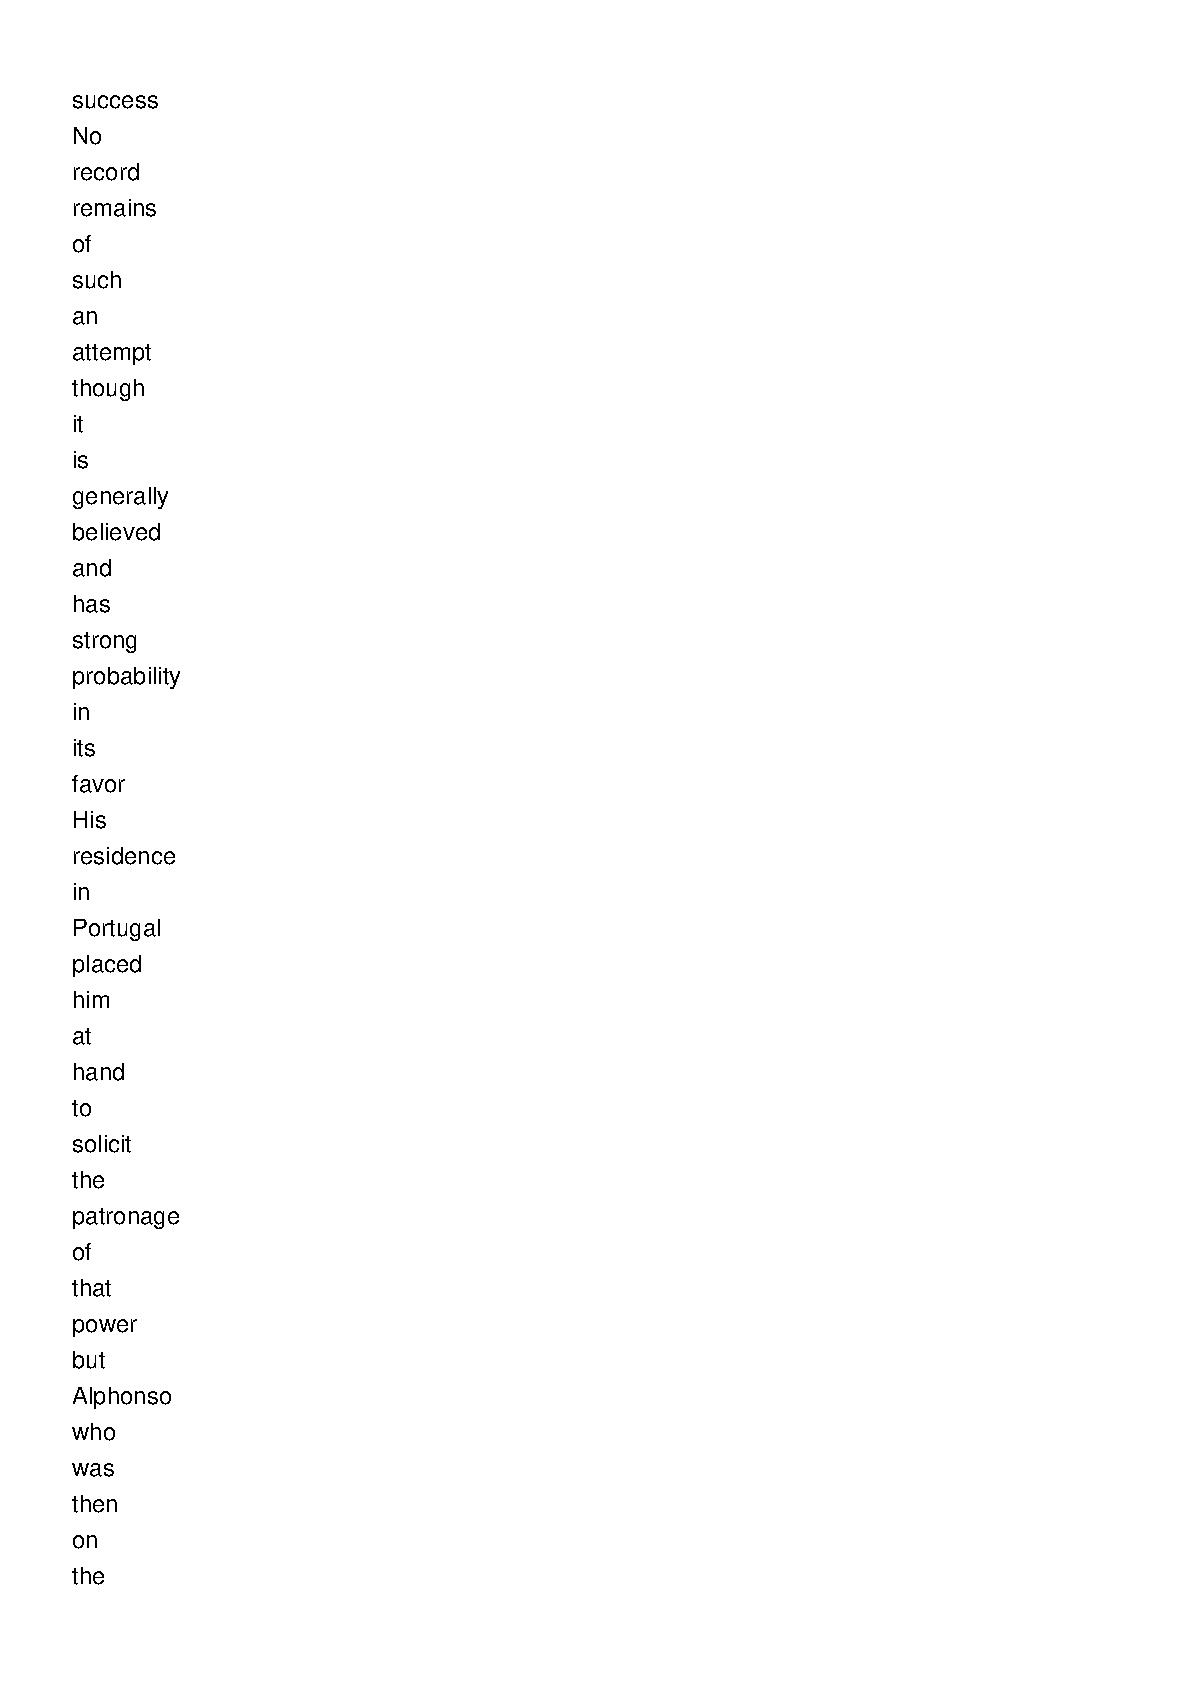 success
No
record
remains
of
such
an
attempt
though
it
is
generally
believed
and
has
strong
probability
in
its
favor
His
residence
in
Portugal
placed
him
at
hand
to
solicit
the
patronage
of
that
power
but
Alphonso
who
was
then
on
the